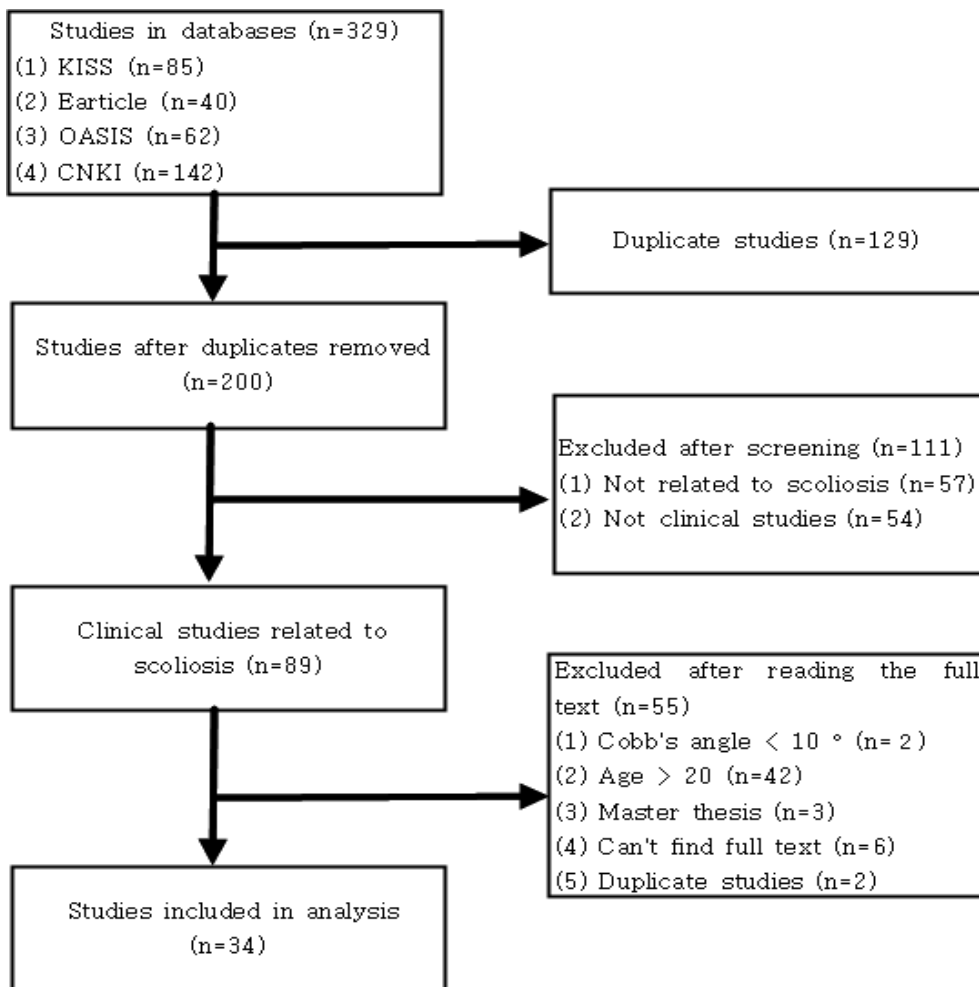 Studies in databases (n=329)
(1) KISS (n=85)
(2) Earticle (n=40)
(3) OASIS (n=62)
(4) CNKI (n=142)
Duplicate studies (n=129)
Studies after duplicates removed
(n=200)
Excluded after screening (n=111)
(1) Not related to scoliosis (n=57)
(2) Not clinical studies (n=54)
Clinical studies related to
scoliosis (n=89)
Excluded after reading the full
text (n=55)
(1) Cobb's angle < 10 ° (n= 2 )
(2) Age > 20 (n=42)
(3) Master thesis (n=3)
(4) Can't find full text (n=6)
(5) Duplicate studies (n=2)
Studies included in analysis
(n=34)